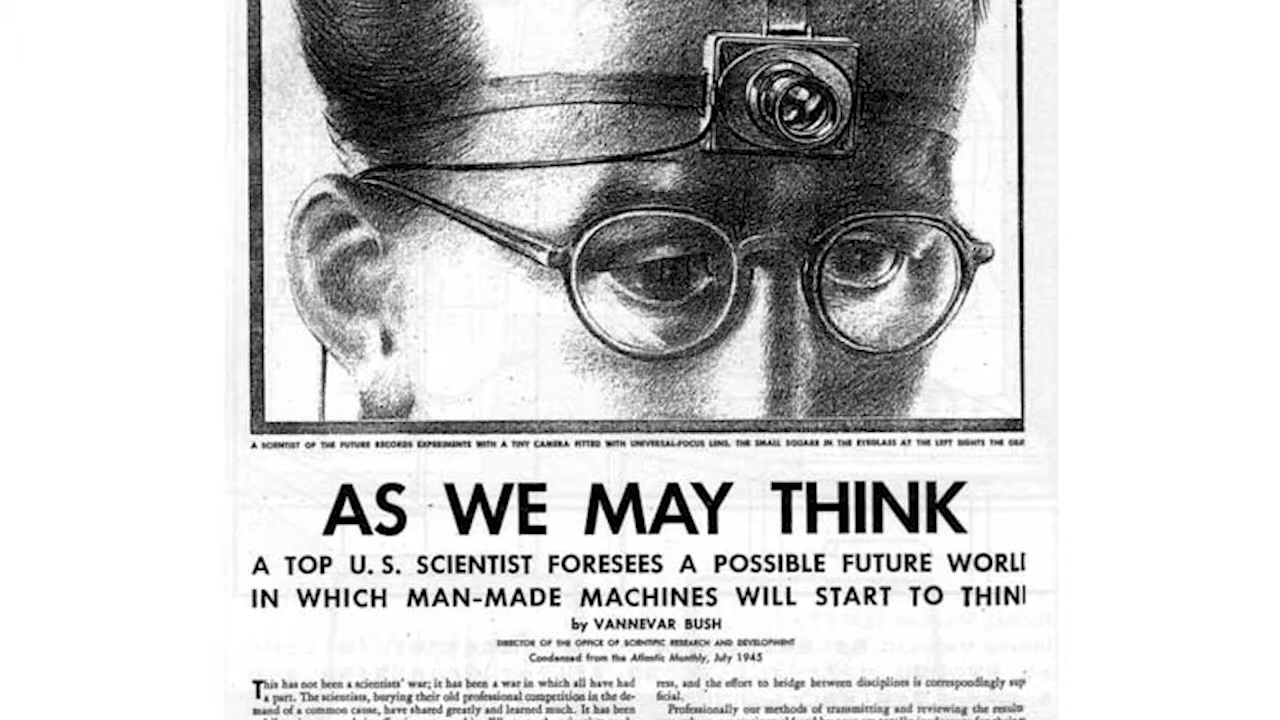 A SCIENTIST OF THE FUTURE RECORDS EXPERIMENTS WITH A TINY CAMERA FITTED WITH UNIVERSAL-FOCUS LENS. THE SMALL SQUARE IN THE EYEGLASS AT THE LEFT SIGHTS THE
AS WE MAY THINK
A TOP U.S. SCIENTIST FORESEES A POSSIBLE FUTURE WORL
IN WHICH MAN-MADE MACHINES WILL START TO THIN
by VANNEVAR BUSH
DIRECTOR OF THE OFFICE OF SCIENTIFIC RESEARCH AND DEVELOPMENT
Condensed from the Atlantic Monthly, July 1945
This has not been a scientists' war; it has been a war in which all have had
a part. The scientists, burying their old professional competition in the de-
mand of a common cause, have shared greatly and learned much. It has been
ress, and the effort to bridge between disciplines is correspondingly sup
ficial.
Professionally our methods of transmitting and reviewing the results